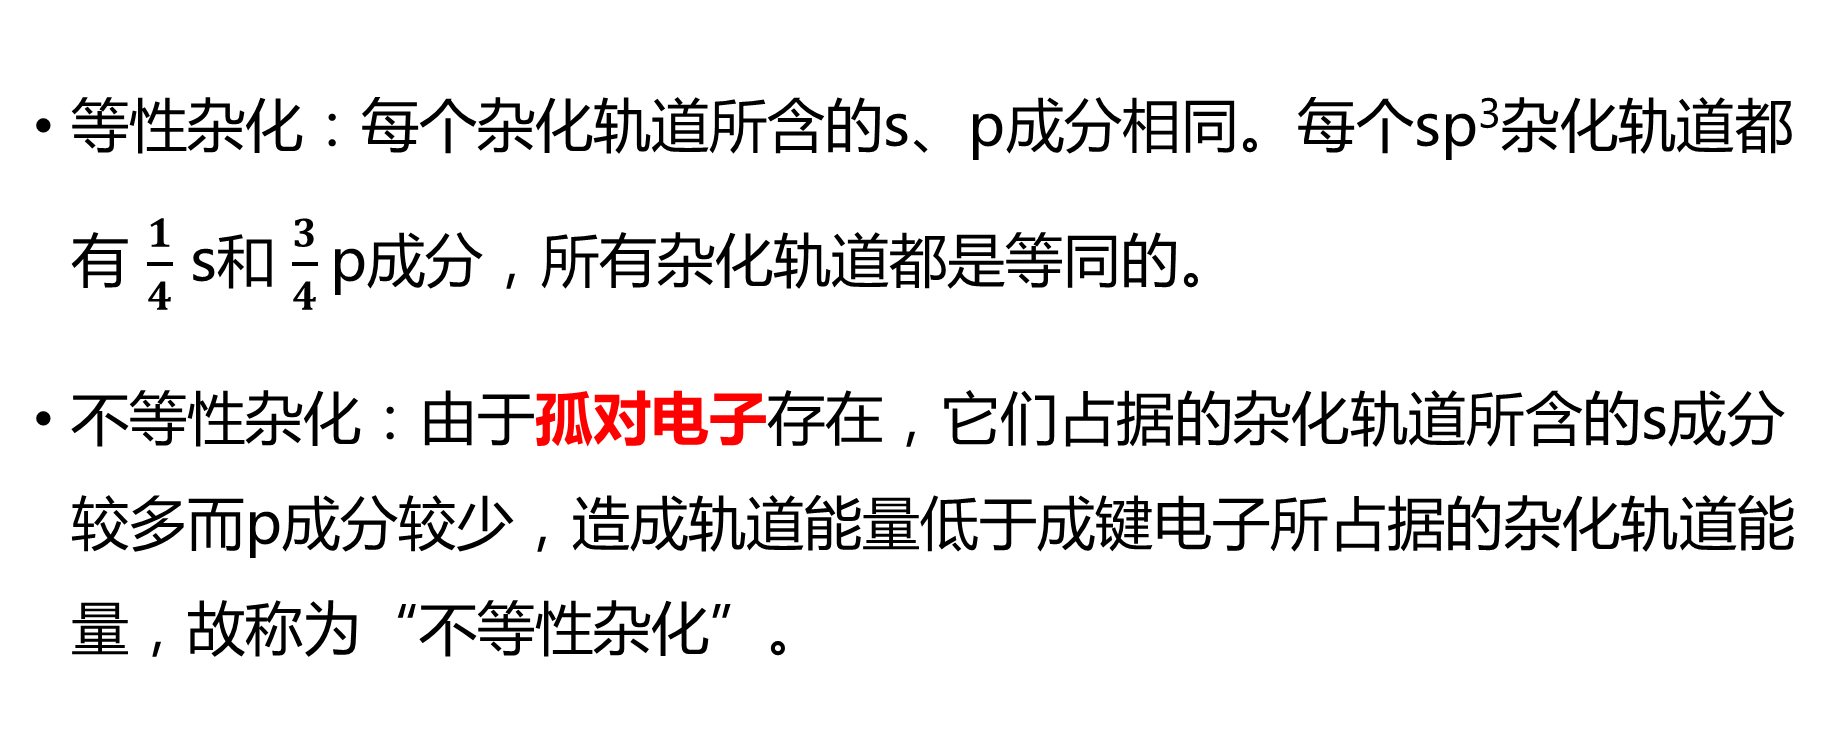 • 等性杂化：每个杂化轨道所含的s、p成分相同。每个sp³杂化轨道都
有 1/4 s和 3/4 p成分，所有杂化轨道都是等同的。
• 不等性杂化：由于孤对电子存在，它们占据的杂化轨道所含的s成分
较多而p成分较少，造成轨道能量低于成键电子所占据的杂化轨道能
量，故称为“不等性杂化”。